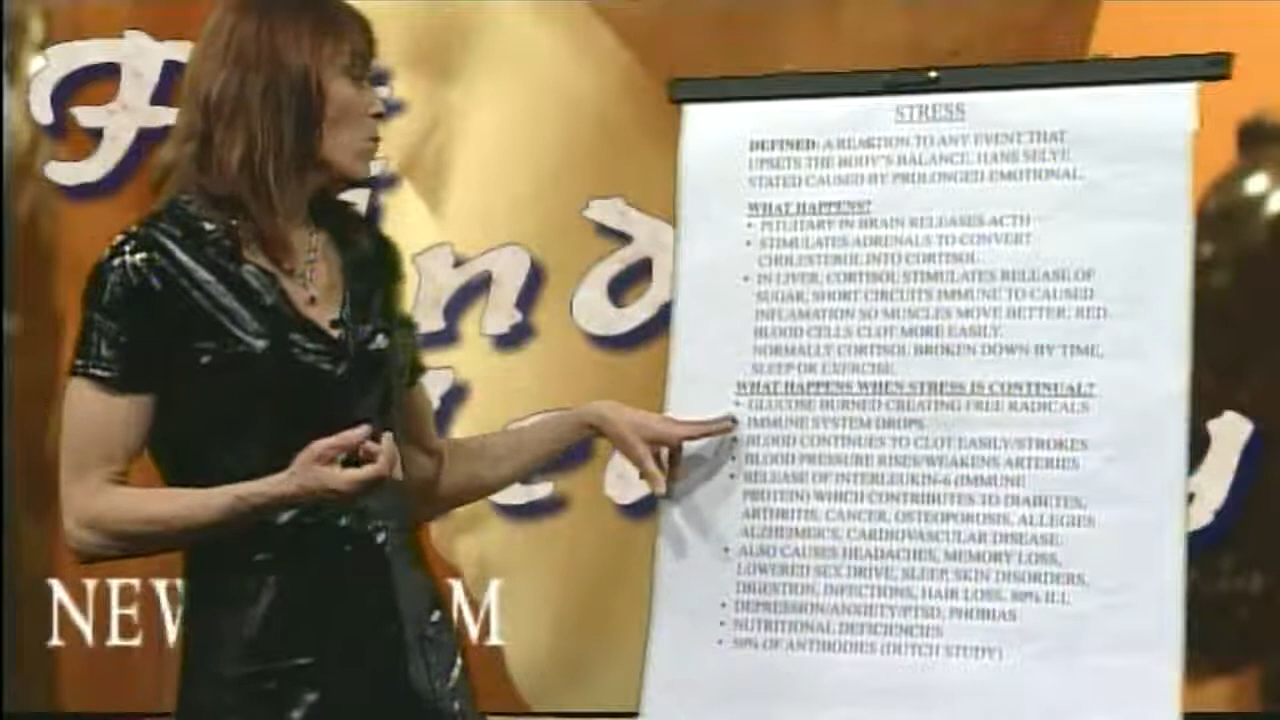 STRESS
DEFINED: A REAKTION TO ANY EVENT THAT
UPSETS THE BODY'S BALANCE. HANS SELYE
STATED CAUSED BY PROLONGED EMOTIONAL.
WHAT HAPPENS?
• PITUITARY IN BRAIN RELEASES ACTH
• STIMULATES ADRENALS TO CONVERT
CHOLESTEROL INTO CORTISOL
• IN LIVER, CORTISOL STIMULATES RELEASE OF
SUGAR, SHORT CIRCUITS IMMUNE TO CAUSED
INFLAMATION SO MUSCLES MOVE BETTER. RED
BLOOD CELLS CLOT MORE EASILY.
NORMALLY CORTISOL BROKEN DOWN BY TIME,
SLEEP OR EXERCISE.
WHAT HAPPENS WHEN STRESS IS CONTINUAL?
• GLUCOSE BURNED CREATING FREE RADICALS
IMMUNE SYSTEM DROPS
• BLOOD CONTINUES TO CLOT EASILY/STROKES
• BLOOD PRESSURE RISES/WEAKENS ARTERIES
• RELEASE OF INTERLEUKIN-6 (IMMUNE
PROTEIN) WHICH CONTRIBUTES TO DIABETES,
ARTHRITIS, CANCER, OSTEOPOROSIS, ALLEGIES
ALZHEMEICS, CARDIOVASCULAR DISEASE
• ALSO CAUSES HEADACHES, MEMORY LOSS,
LOWERED SEX DRIVE, SLEEP, SKIN DISORDERS,
DIGESTION, INFECTIONS, HAIR LOSS, 80% ILL
• DEPRESSION/ANXIETY/PTSD, PHOBIAS
• NUTRITIONAL DEFICIENCIES
• 50% OF ANTIBODIES (DUTCH STUDY)